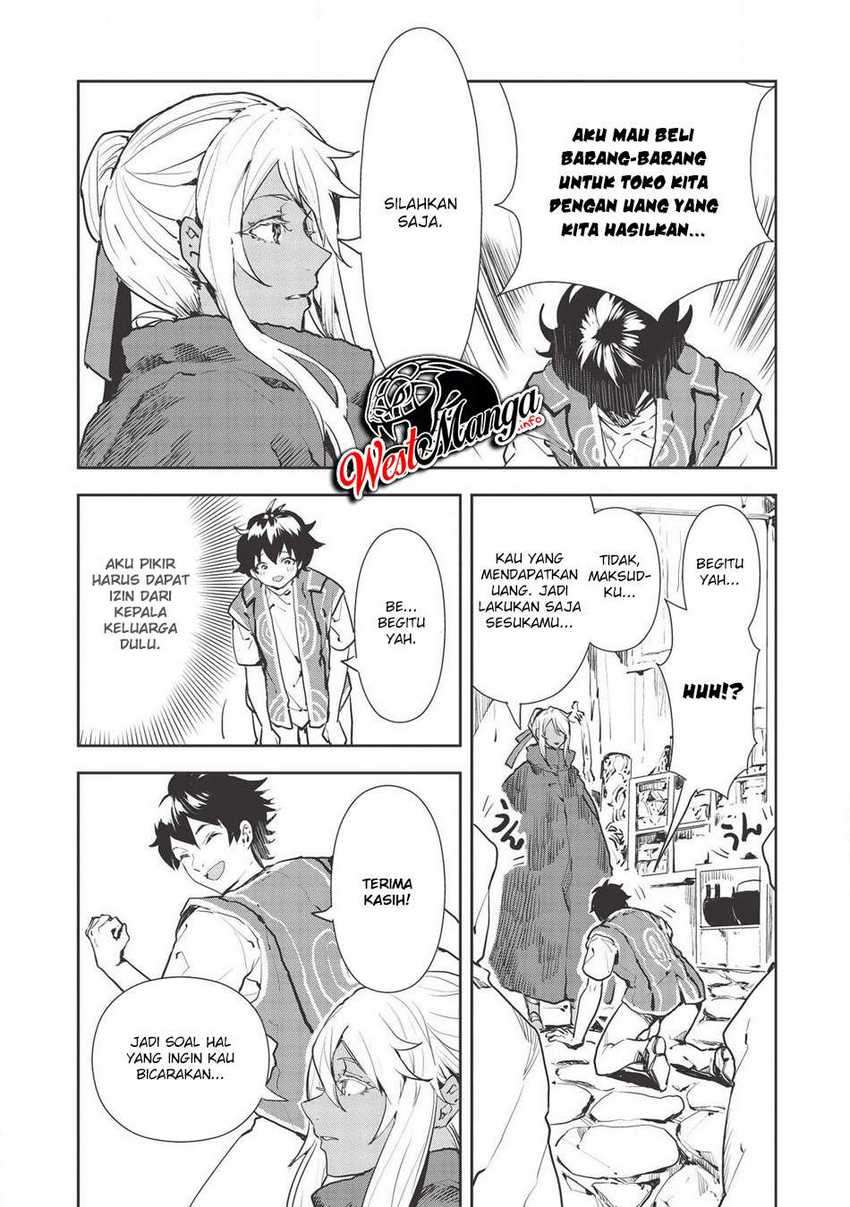 AKU MAU BELI
BARANG-BARANG
UNTUK TOKO KITA
DENGAN UANG YANG
KITA HASILKAN...
SILAHKAN
SAJA.
WestManga
.info
BEGITU
YAH...
HUH!?
TIDAK,
MAKSUD-
KU...
KAU YANG
MENDAPATKAN
UANG. JADI
LAKUKAN SAJA
SESUKAMU...
うん
うん
BE...
BEGITU
YAH.
AKU PIKIR
HARUS DAPAT
IZIN DARI
KEPALA
KELUARGA
DULU.
TERIMA
KASIH!
JADI SOAL HAL
YANG INGIN KAU
BICARAKAN...